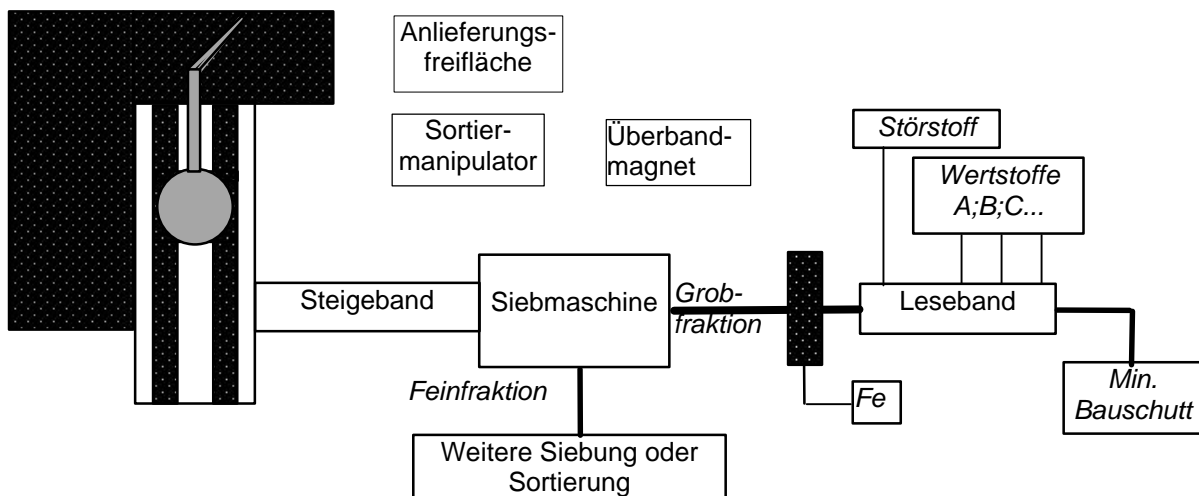 Anlieferungs-
freifläche
Sortier-
manipulator
Überband-
magnet
Störstoff
Wertstoffe
A;B;C...
Steigeband
Siebmaschine
Grob-
fraktion
Leseband
Feinfraktion
Fe
Min.
Bauschutt
Weitere Siebung oder
Sortierung